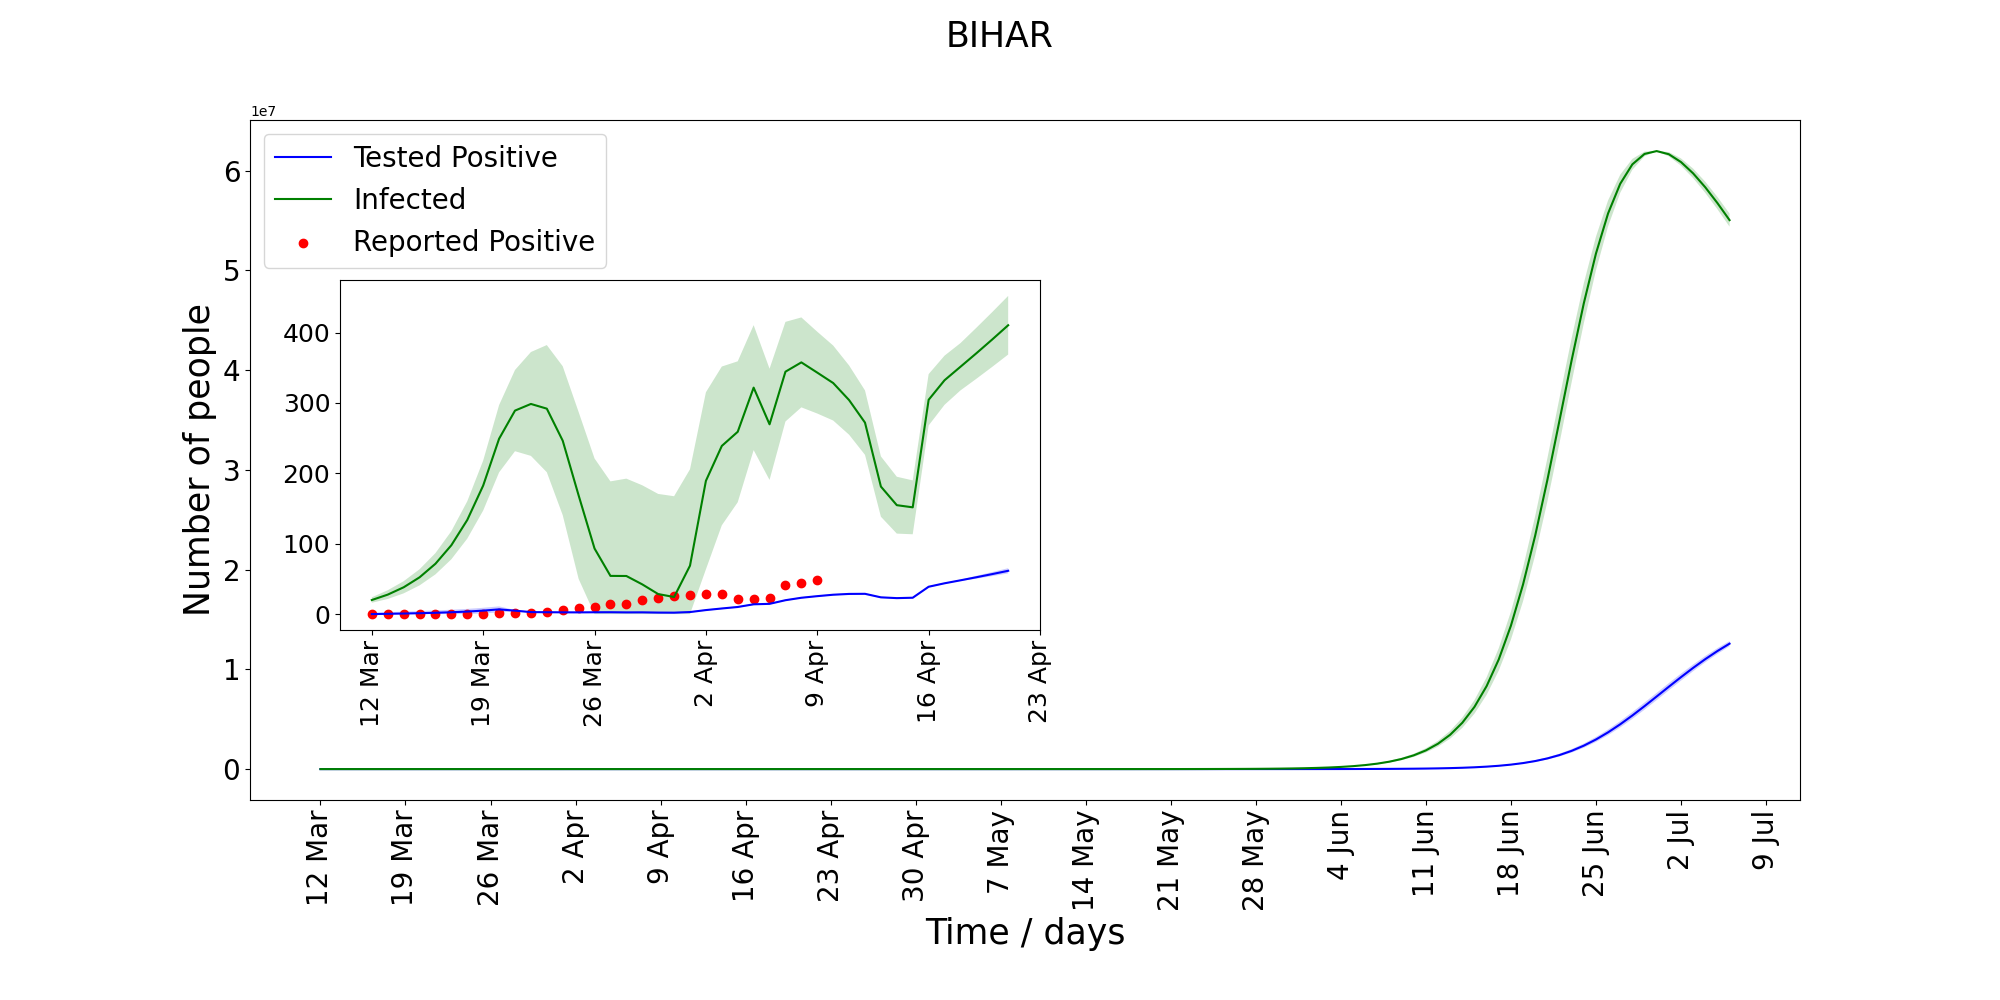 BIHAR
1e7
Tested Positive
Infected
Reported Positive
Number of people
6
5
4
3
2
1
0
400
300
200
100
0
12 Mar
19 Mar
26 Mar
2 Apr
9 Apr
16 Apr
23 Apr
12 Mar
19 Mar
26 Mar
2 Apr
9 Apr
16 Apr
23 Apr
30 Apr
7 May
14 May
21 May
28 May
4 Jun
11 Jun
18 Jun
25 Jun
2 Jul
9 Jul
Time / days